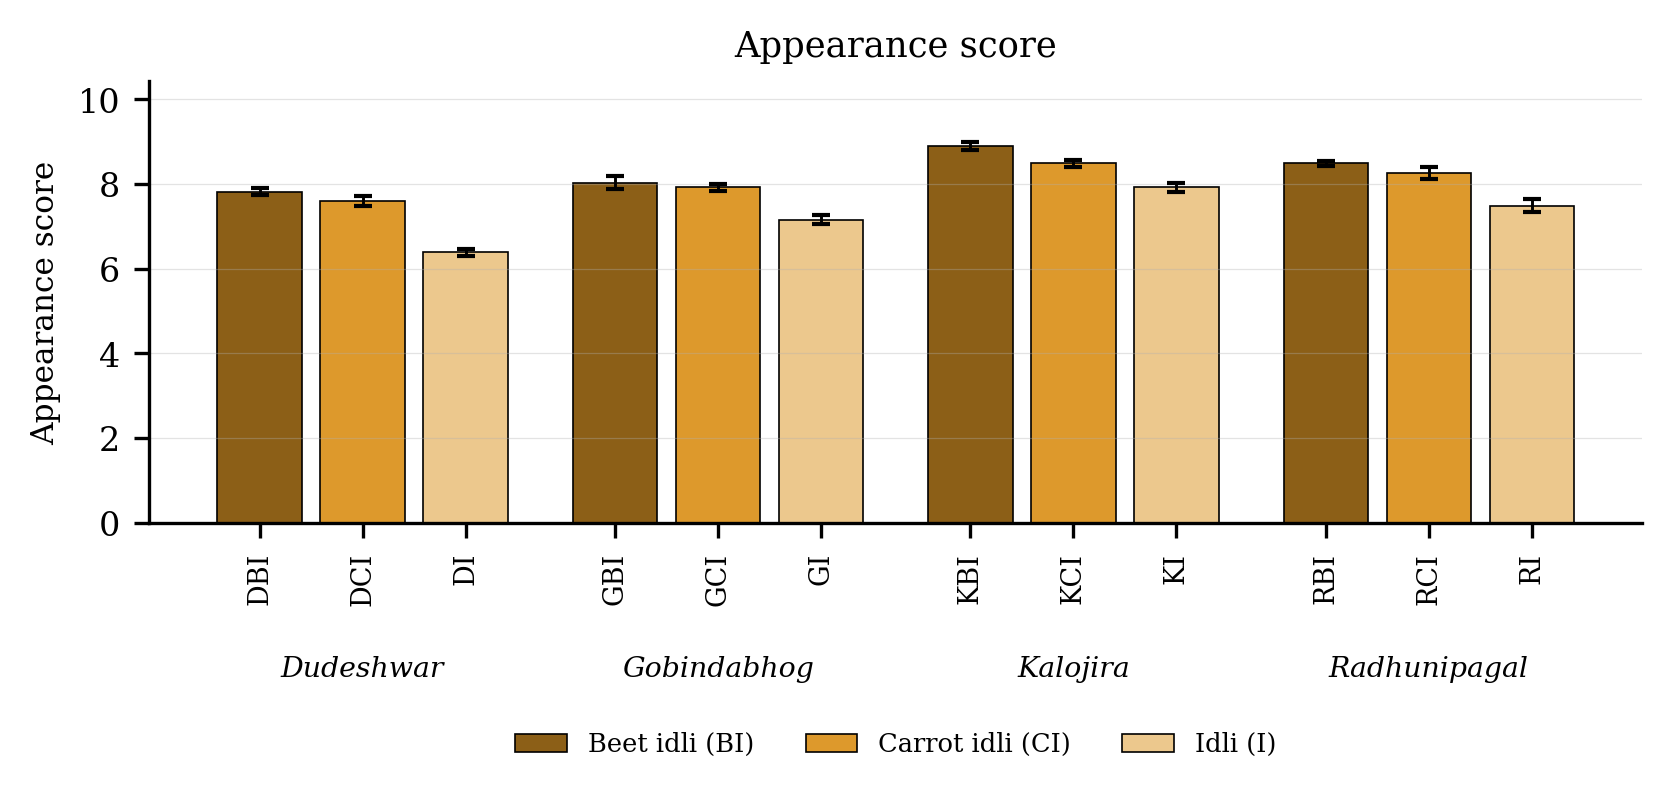 Appearance score
Appearance score
10
8
6
4
2
0
DBI
DCI
DI
GBI
GCI
GI
KBI
KCI
KI
RBI
RCI
RI
Dudeshwar
Gobindabhog
Kalojira
Radhunipagal
Beet idli (BI)
Carrot idli (CI)
Idli (I)